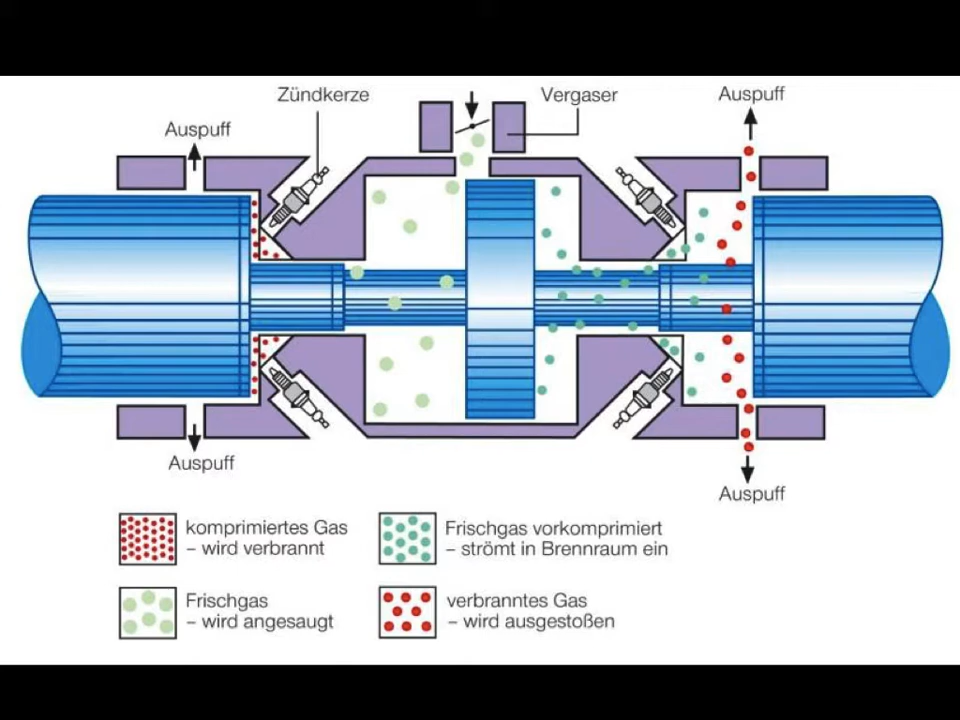 Zündkerze
Vergaser
Auspuff
Auspuff
Auspuff
Auspuff
komprimiertes Gas
– wird verbrannt
Frischgas vorkomprimiert
– strömt in Brennraum ein
Frischgas
– wird angesaugt
verbranntes Gas
– wird ausgestoßen